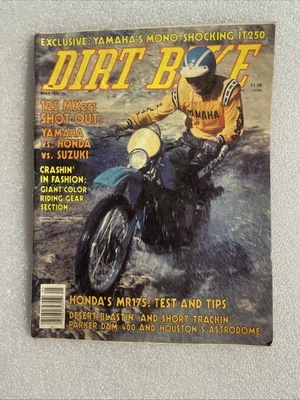 EXCLUSIVE: YAMAHA'S MONO-SHOCKING IT250
DIRT BIKE
$1.00
125 MXers
SHOT OUT:
YAMAHA
vs. HONDA
vs. SUZUKI
YAMAHA
CRASHIN'
IN FASHION:
GIANT COLOR
RIDING GEAR
SECTION
HONDA'S MR175: TEST AND TIPS
DESERT BLASTIN' AND SHORT TRACKIN'
PARKER DAM 400 AND HOUSTON'S ASTRODOME